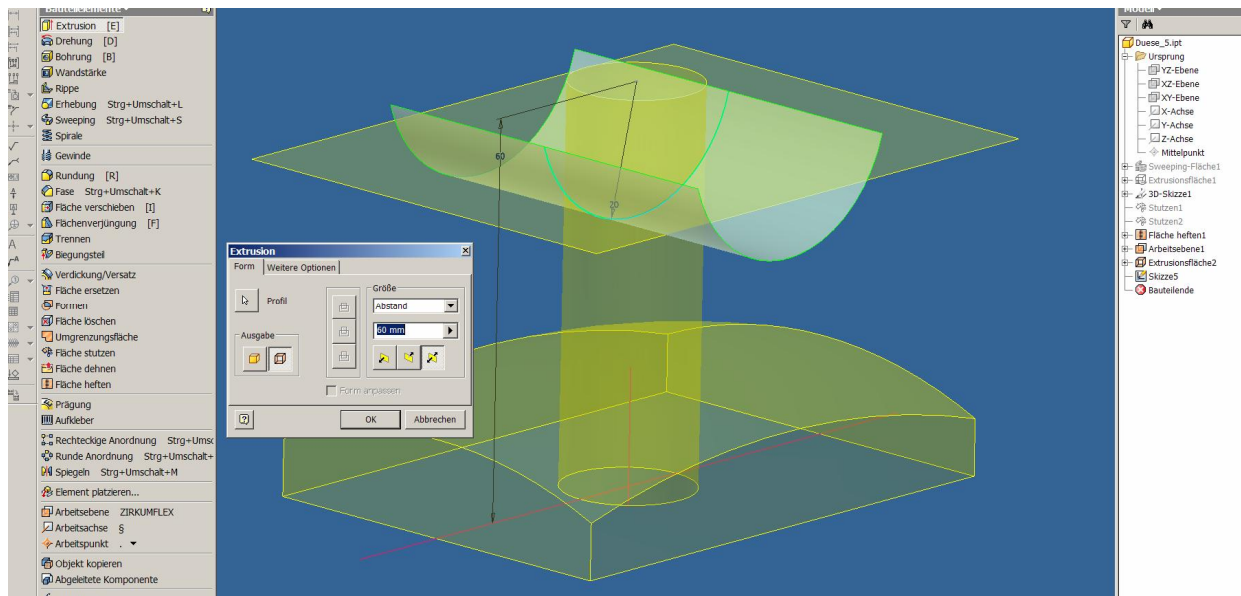 Bauteilelemente
Extrusion [E]
Drehung [D]
Bohrung [B]
Wandstärke
Rippe
Erhebung Strg+Umschalt+L
Sweeping Strg+Umschalt+S
Spirale
Gewinde
Rundung [R]
Fase Strg+Umschalt+K
Fläche verschieben [I]
Flächenverjüngung [F]
Trennen
Biegungsteil
Verdickung/Versatz
Fläche ersetzen
Formen
Fläche löschen
Umgrenzungsfläche
Fläche stutzen
Fläche dehnen
Fläche heften
Prägung
Aufkleber
Rechteckige Anordnung Strg+Umsc
Runde Anordnung Strg+Umschalt+
Spiegeln Strg+Umschalt+M
Element platzieren...
Arbeitsebene ZIRKUMFLEX
Arbeitsachse §
Arbeitspunkt .
Objekt kopieren
Abgeleitete Komponente
60
20
Extrusion
Form Weitere Optionen
Profil
Größe
Abstand
60 mm
Ausgabe
Form anpassen
OK Abbrechen
Modell
Duese_5.ipt
Ursprung
YZ-Ebene
XZ-Ebene
XY-Ebene
X-Achse
Y-Achse
Z-Achse
Mittelpunkt
Sweeping-Fläche1
Extrusionsfläche1
3D-Skizze1
Stutzen1
Stutzen2
Fläche heften1
Arbeitsebene1
Extrusionsfläche2
Skizze5
Bauteilende